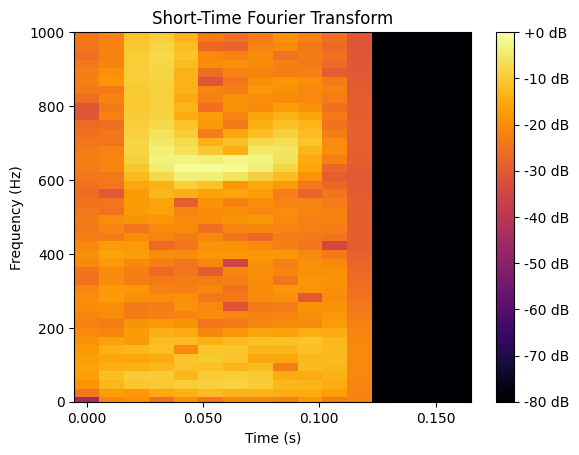 Short-Time Fourier Transform
1000
800
600
400
200
0
Frequency (Hz)
0.000
0.050
0.100
0.150
Time (s)
+0 dB
-10 dB
-20 dB
-30 dB
-40 dB
-50 dB
-60 dB
-70 dB
-80 dB